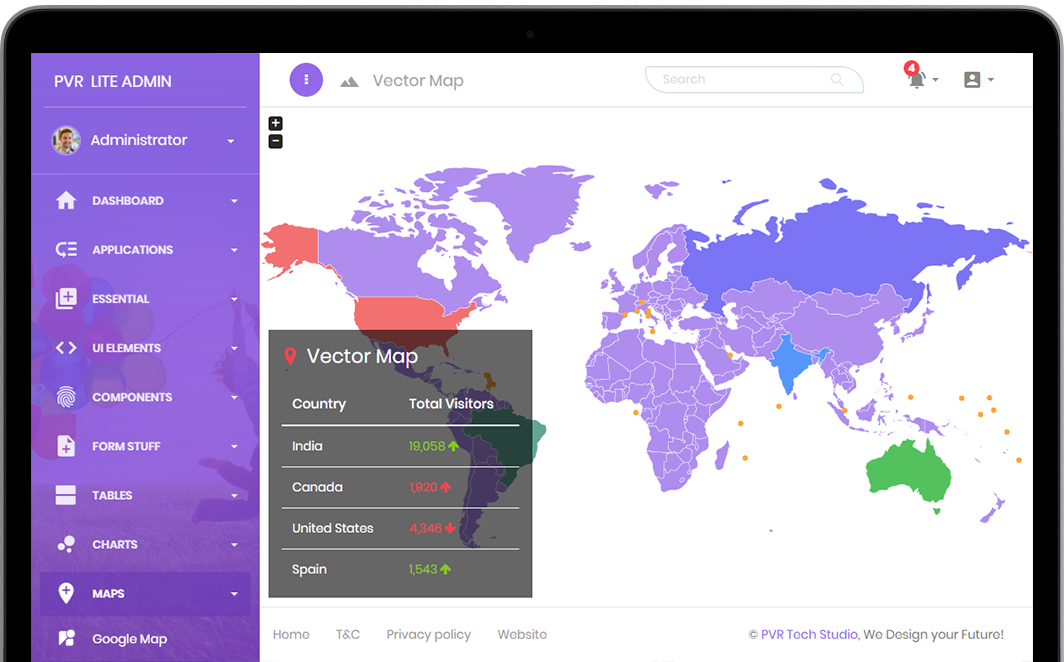 PVR LITE ADMIN
Administrator
DASHBOARD
APPLICATIONS
ESSENTIAL
UI ELEMENTS
COMPONENTS
FORM STUFF
TABLES
CHARTS
MAPS
Google Map
Vector Map
Search
4
+
−
Vector Map
Country Total Visitors
India 19,058
Canada 1,920
United States 4,348
Spain 1,543
Home T&C Privacy policy Website
© PVR Tech Studio, We Design your Future!